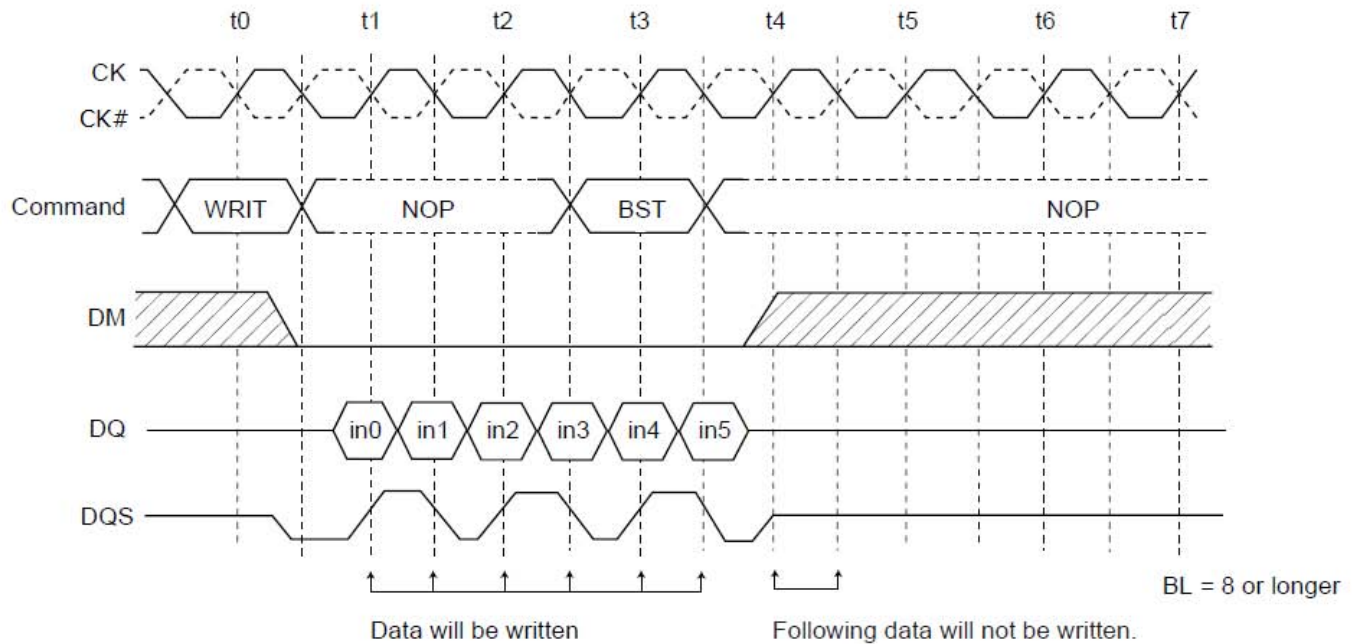 t0 t1 t2 t3 t4 t5 t6 t7
CK
CK#
Command WRIT NOP BST NOP
DM
DQ in0 in1 in2 in3 in4 in5
DQS
BL = 8 or longer
Data will be written Following data will not be written.